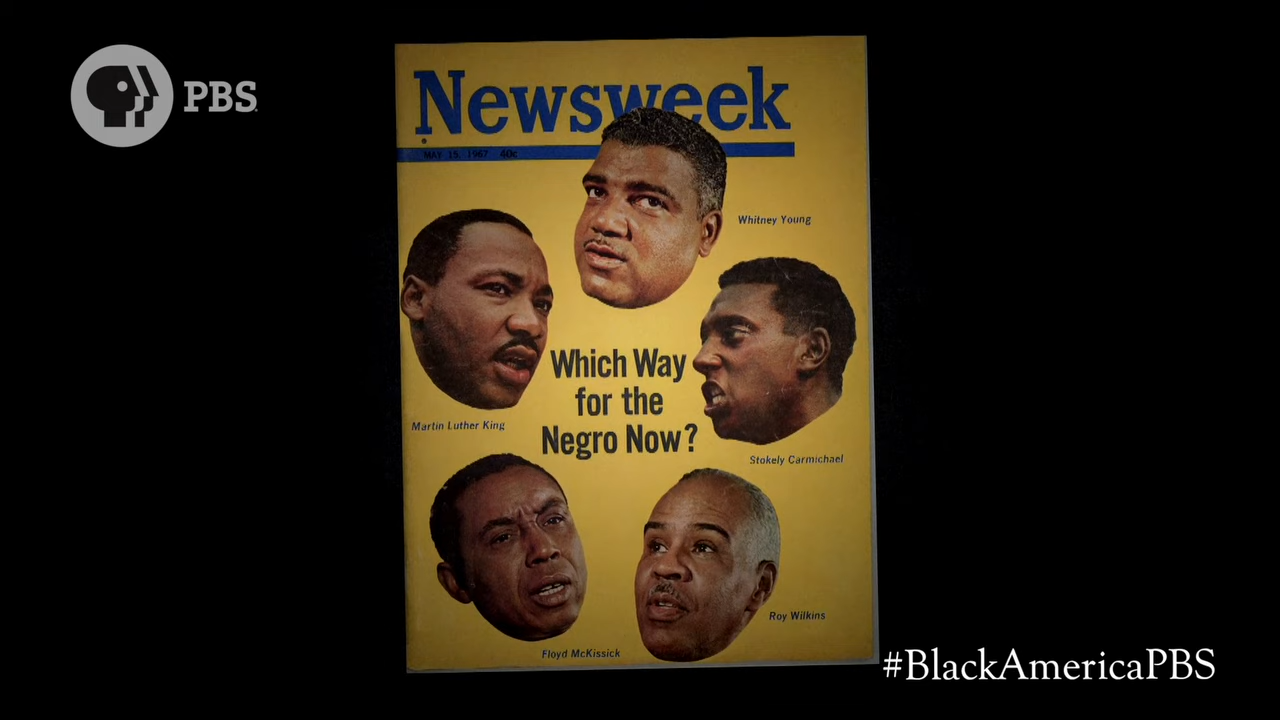 PBS
Newsweek
MAY 15, 1967 40c
Whitney Young
Martin Luther King
Which Way
for the
Negro Now?
Stokely Carmichael
Roy Wilkins
Floyd McKissick
#BlackAmericaPBS